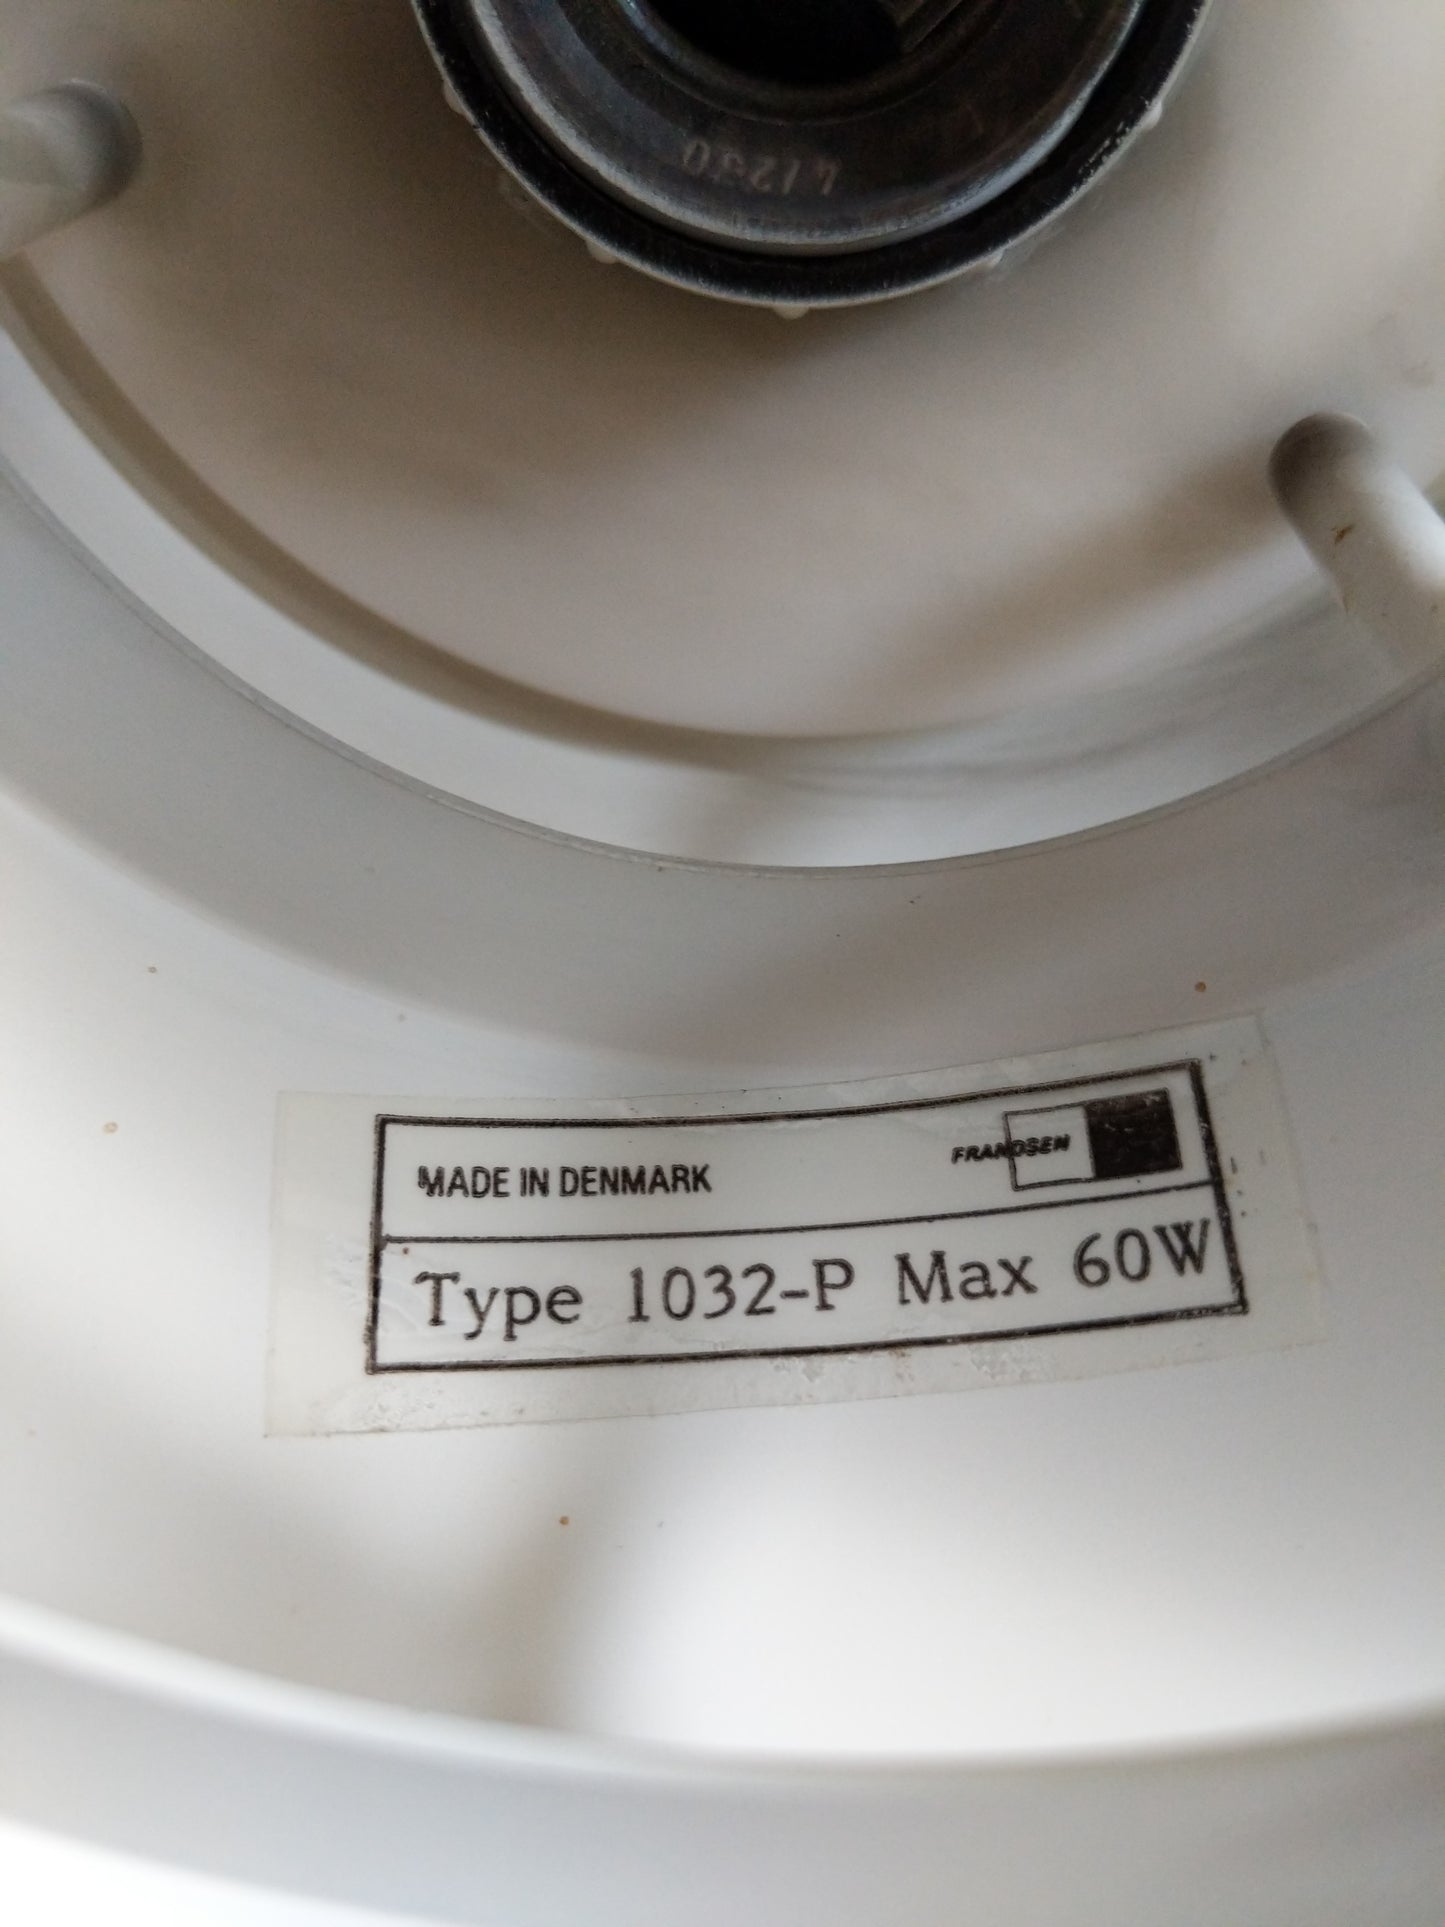 MADE IN DENMARK
FRANDSEN
Type 1032-P Max 60W